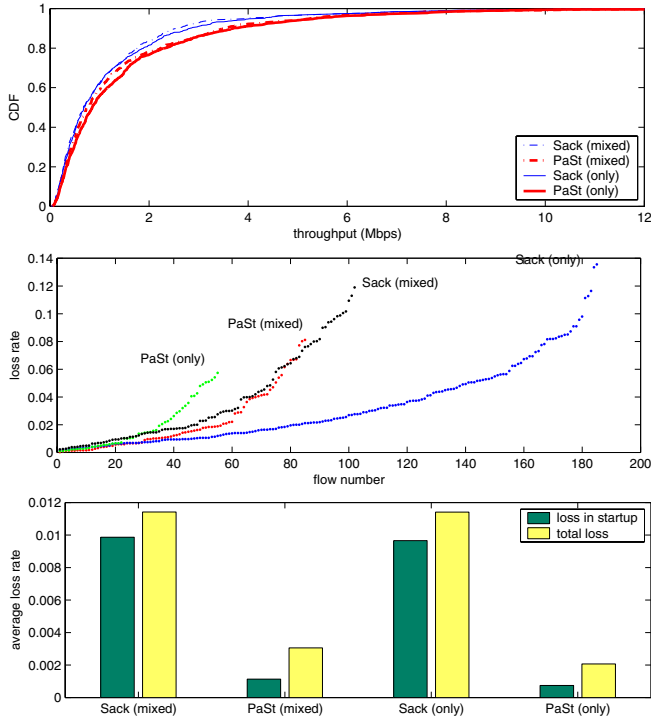 1
0.8
0.6
0.4
0.2
0
CDF
0 2 4 6 8 10 12
throughput (Mbps)
Sack (mixed)
PaSt (mixed)
Sack (only)
PaSt (only)
0.14
0.12
0.1
0.08
0.06
0.04
0.02
0
loss rate
Sack (only)
Sack (mixed)
PaSt (mixed)
PaSt (only)
0 20 40 60 80 100 120 140 160 180 200
flow number
0.012
0.01
0.008
0.006
0.004
0.002
0
average loss rate
loss in startup
total loss
Sack (mixed) PaSt (mixed) Sack (only) PaSt (only)